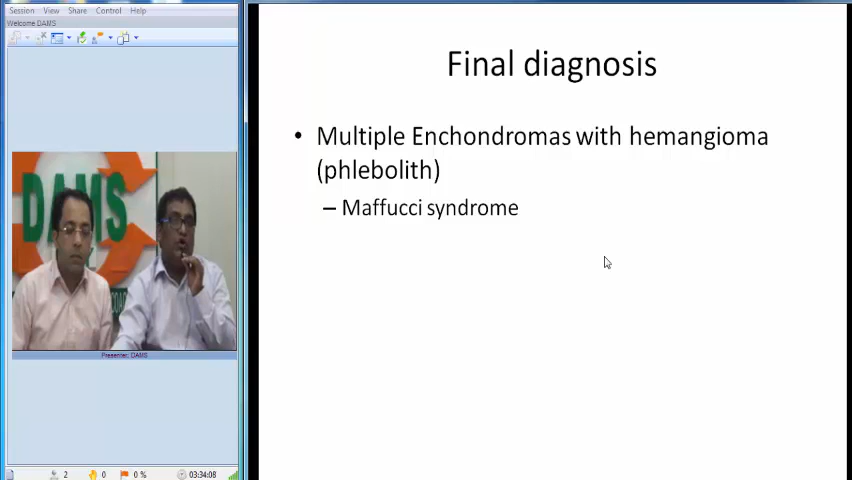 Session View Share Control Help
Welcome DAMS
DAMS
Presenter: DAMS
2 0 0 % 03:34:08
Final diagnosis
• Multiple Enchondromas with hemangioma
(phlebolith)
– Maffucci syndrome